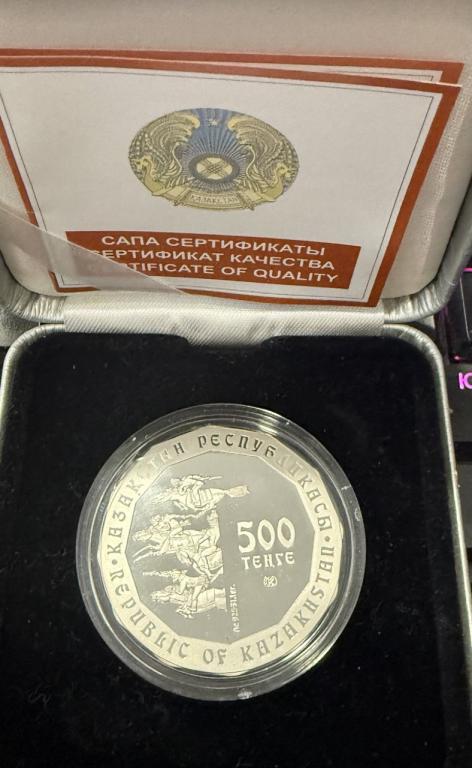 ҚАЗАҚСТАН
САПА СЕРТИФИКАТЫ
СЕРТИФИКАТ КАЧЕСТВА
CERTIFICATE OF QUALITY
ҚАЗАҚСТАН РЕСПУБЛИКАСЫ
500
ТЕҢГЕ
REPUBLIC OF KAZAKHSTAN
Ю